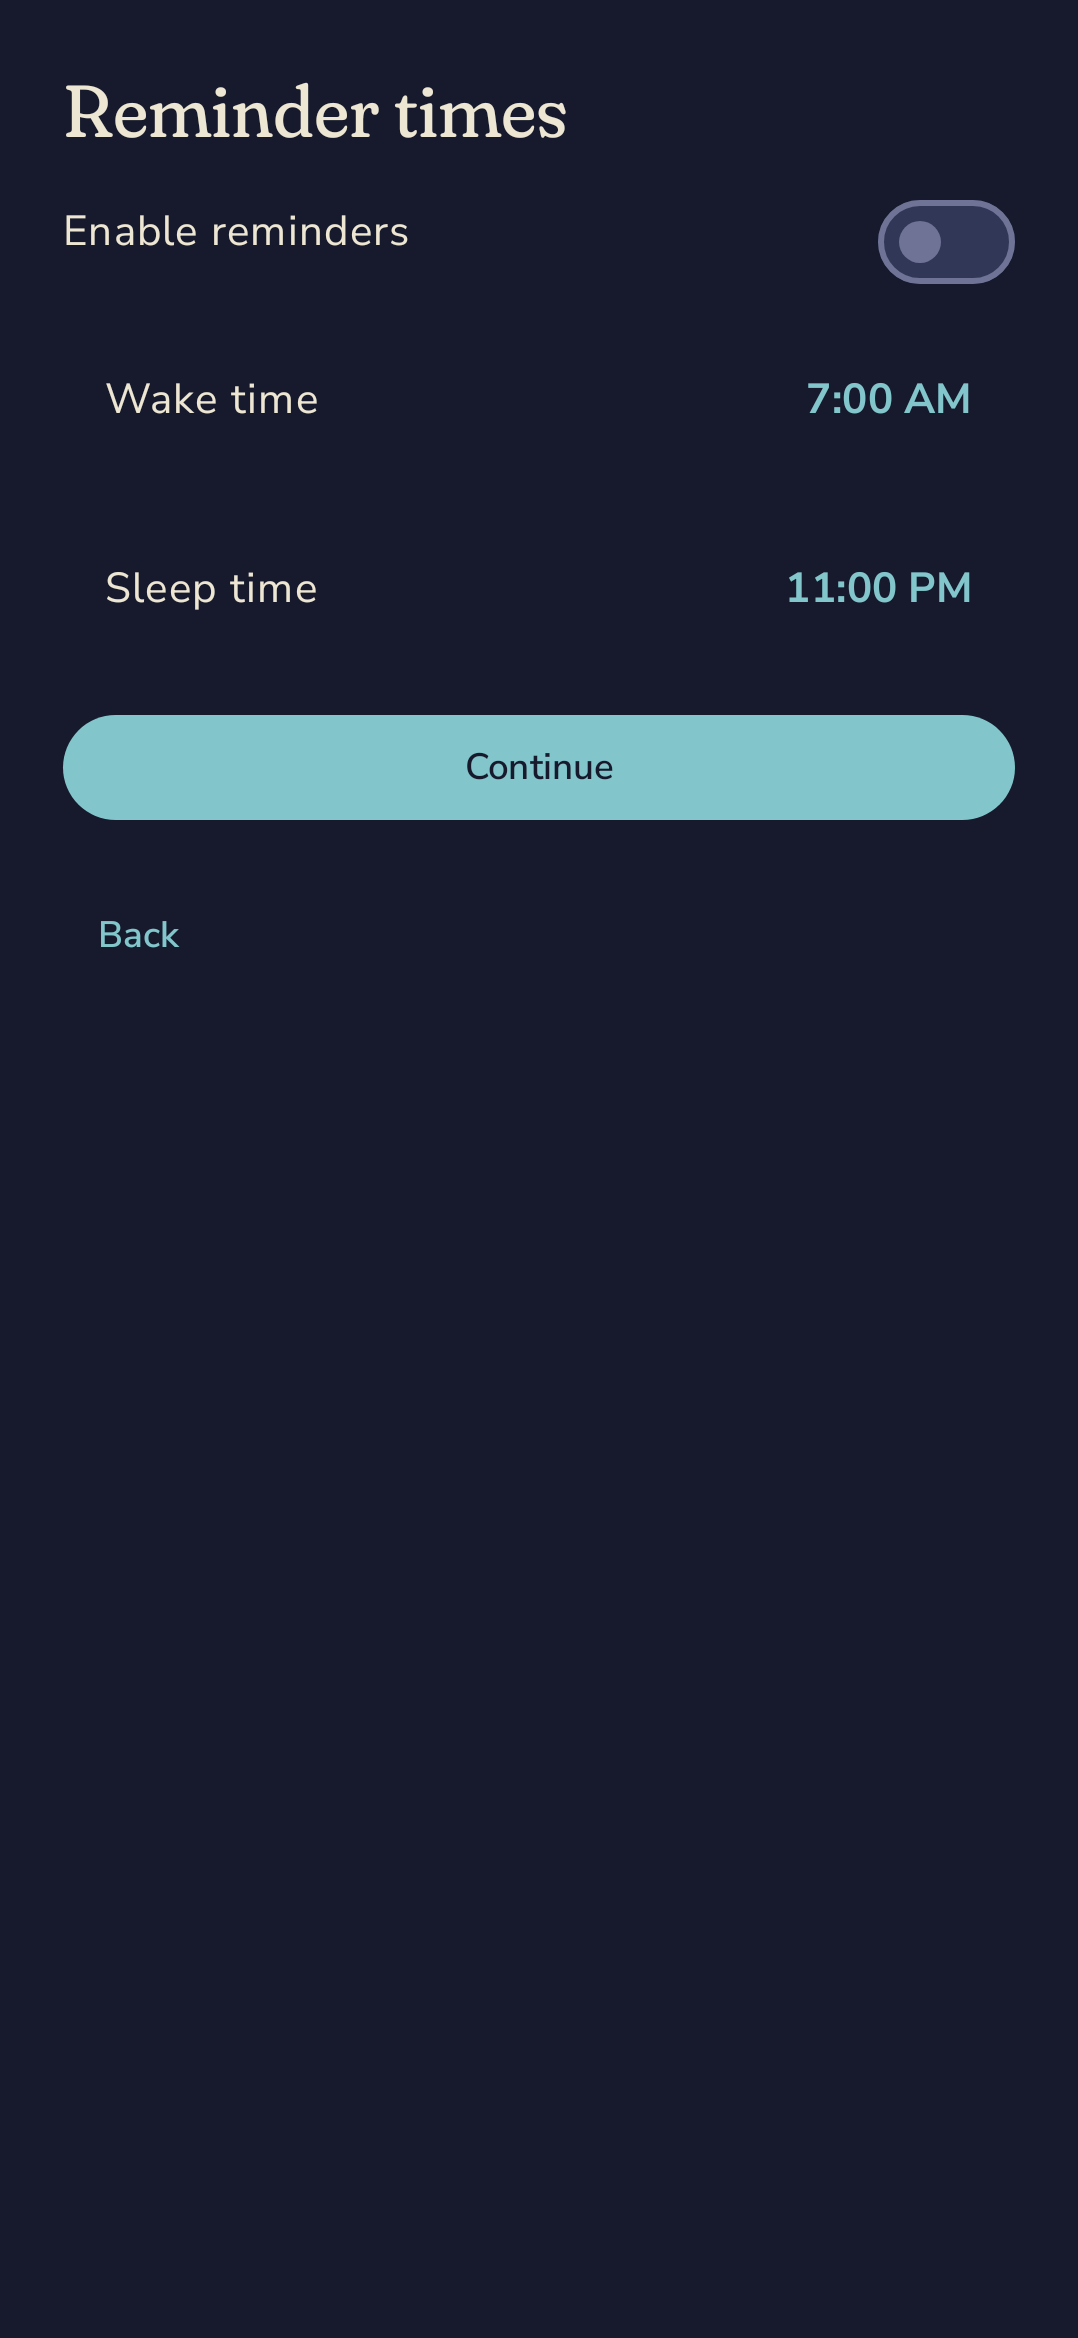 Reminder times
Enable reminders
Wake time 7:00 AM
Sleep time 11:00 PM
Continue
Back